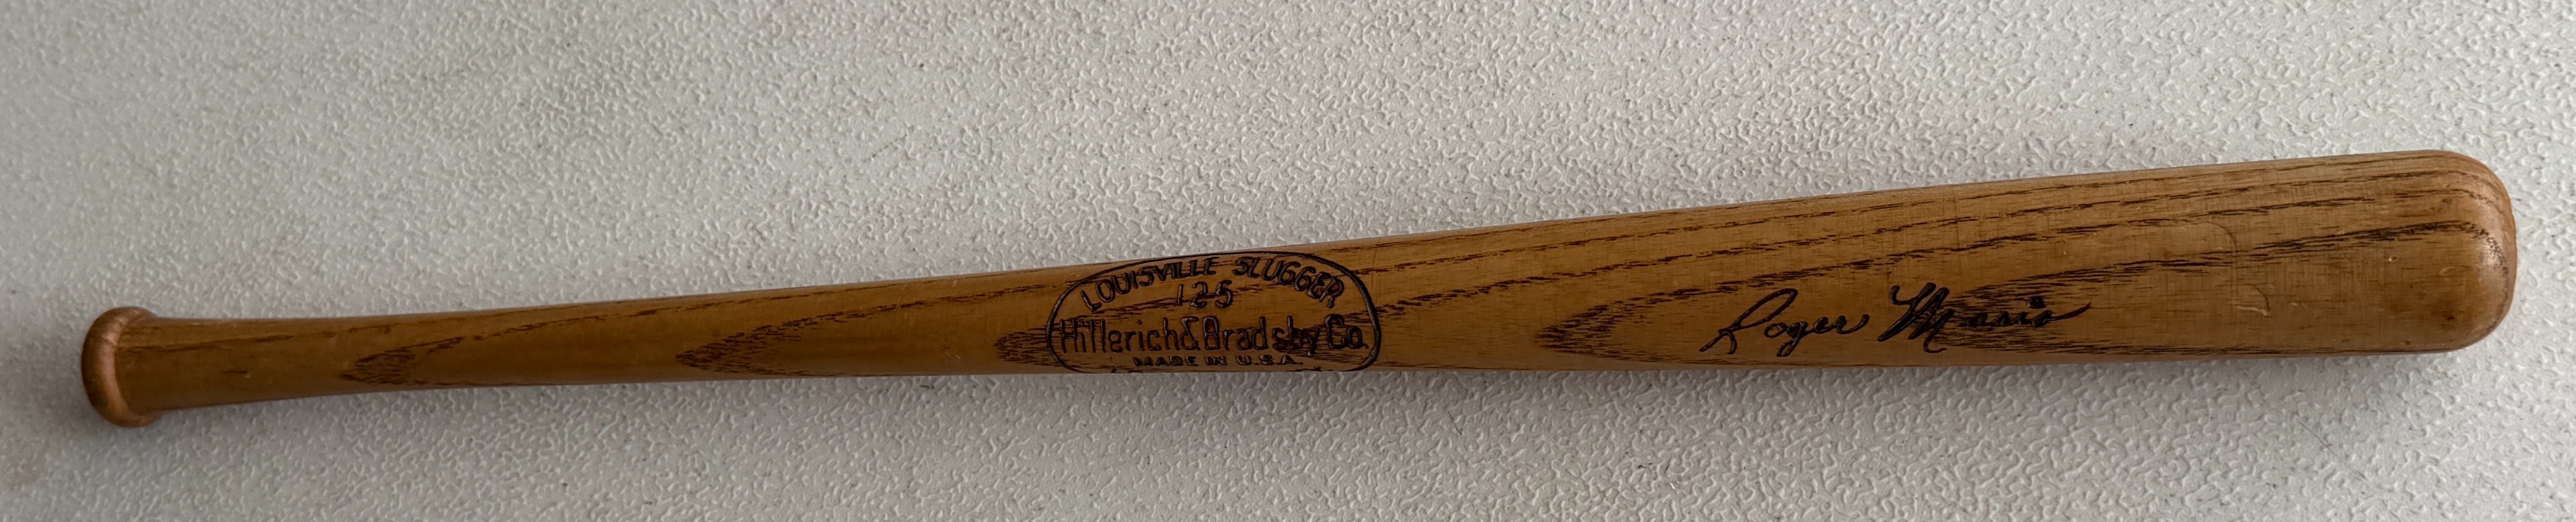 LOUISVILLE SLUGGER
125
Hillerich & Bradsby Co.
MADE IN U.S.A.
Roger Maris